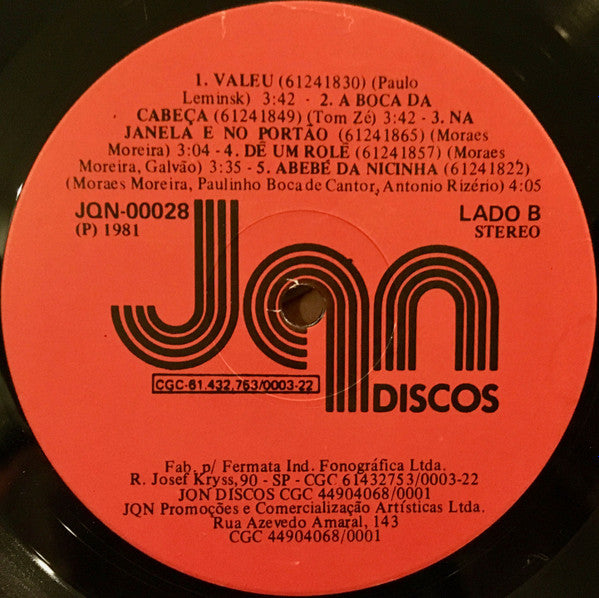 1. VALEU (61241830) (Paulo
Leminsk) 3:42 - 2. A BOCA DA
CABEÇA (61241849) (Tom Zé) 3:42 - 3. NA
JANELA E NO PORTÃO (61241865) (Moraes
Moreira) 3:04 - 4. DÊ UM ROLÊ (61241857) (Moraes
Moreira, Galvão) 3:35 - 5. ABEBÉ DA NICINHA (61241822)
(Moraes Moreira, Paulinho Boca de Cantor, Antonio Rizério) 4:05
JQN-00028
(P) 1981
LADO B
STEREO
Jqn
CGC-61.432.753/0003-22
DISCOS
Fab. p/ Fermata Ind. Fonográfica Ltda.
R. Josef Kryss, 90 - SP - CGC 61432753/0003-22
JON DISCOS CGC 44904068/0001
JQN Promoções e Comercialização Artísticas Ltda.
Rua Azevedo Amaral, 143
CGC 44904068/0001